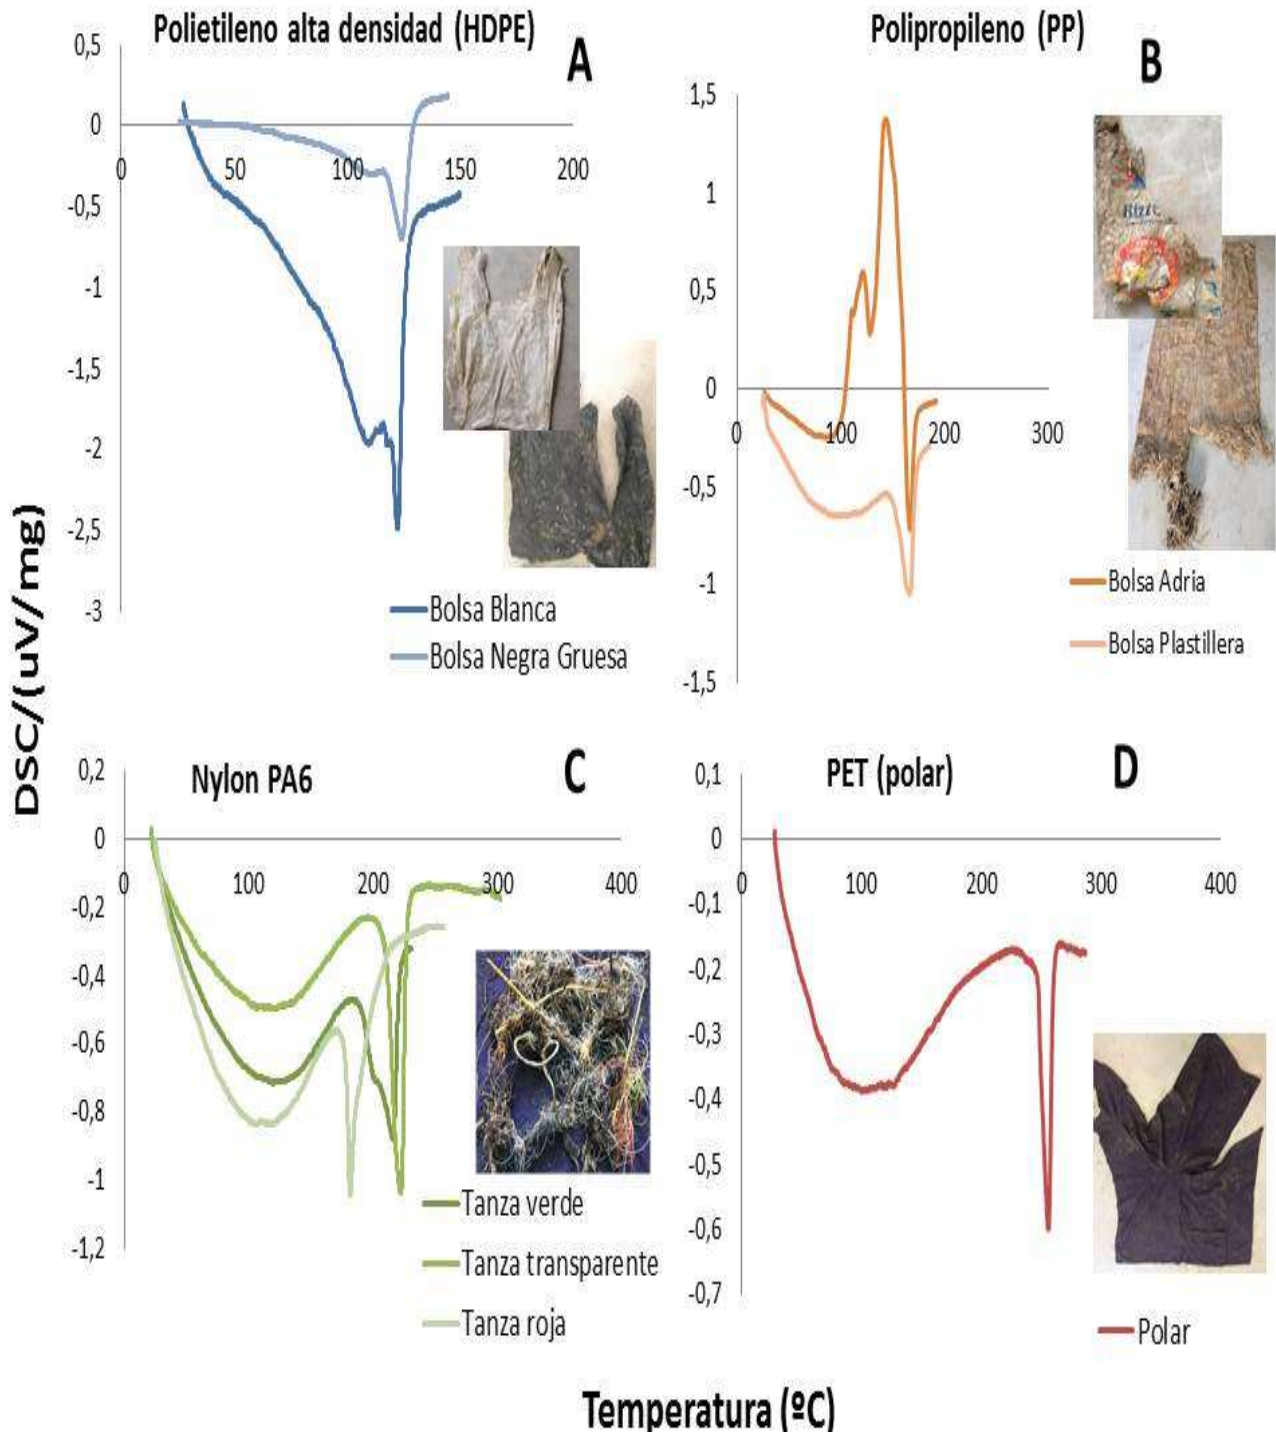 Polietileno alta densidad (HDPE)
A
0,5
0
-0,5
-1
-1,5
-2
-2,5
-3
0
50
100
150
200
Bolsa Blanca
Bolsa Negra Gruesa
Polipropileno (PP)
B
1,5
1
0,5
0
-0,5
-1
-1,5
0
100
200
300
Bolsa Adria
Bolsa Plastillera
DSC/(uV/mg)
Nylon PA6
C
0,2
0
-0,2
-0,4
-0,6
-0,8
-1
-1,2
0
100
200
300
400
Tanza verde
Tanza transparente
Tanza roja
PET (polar)
D
0,1
0
-0,1
-0,2
-0,3
-0,4
-0,5
-0,6
-0,7
0
100
200
300
400
Polar
Temperatura (ºC)